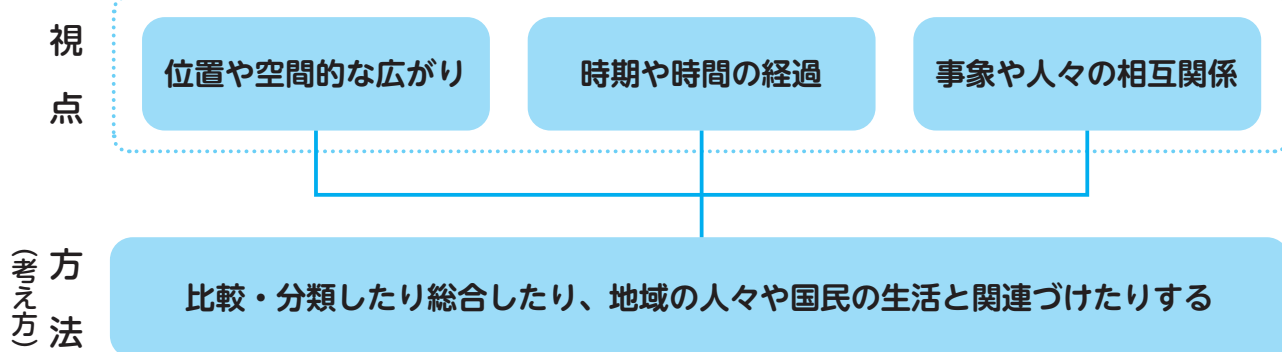 視点
位置や空間的な広がり
時期や時間の経過
事象や人々の相互関係
方法
(考え方)
比較・分類したり総合したり、地域の人々や国民の生活と関連づけたりする